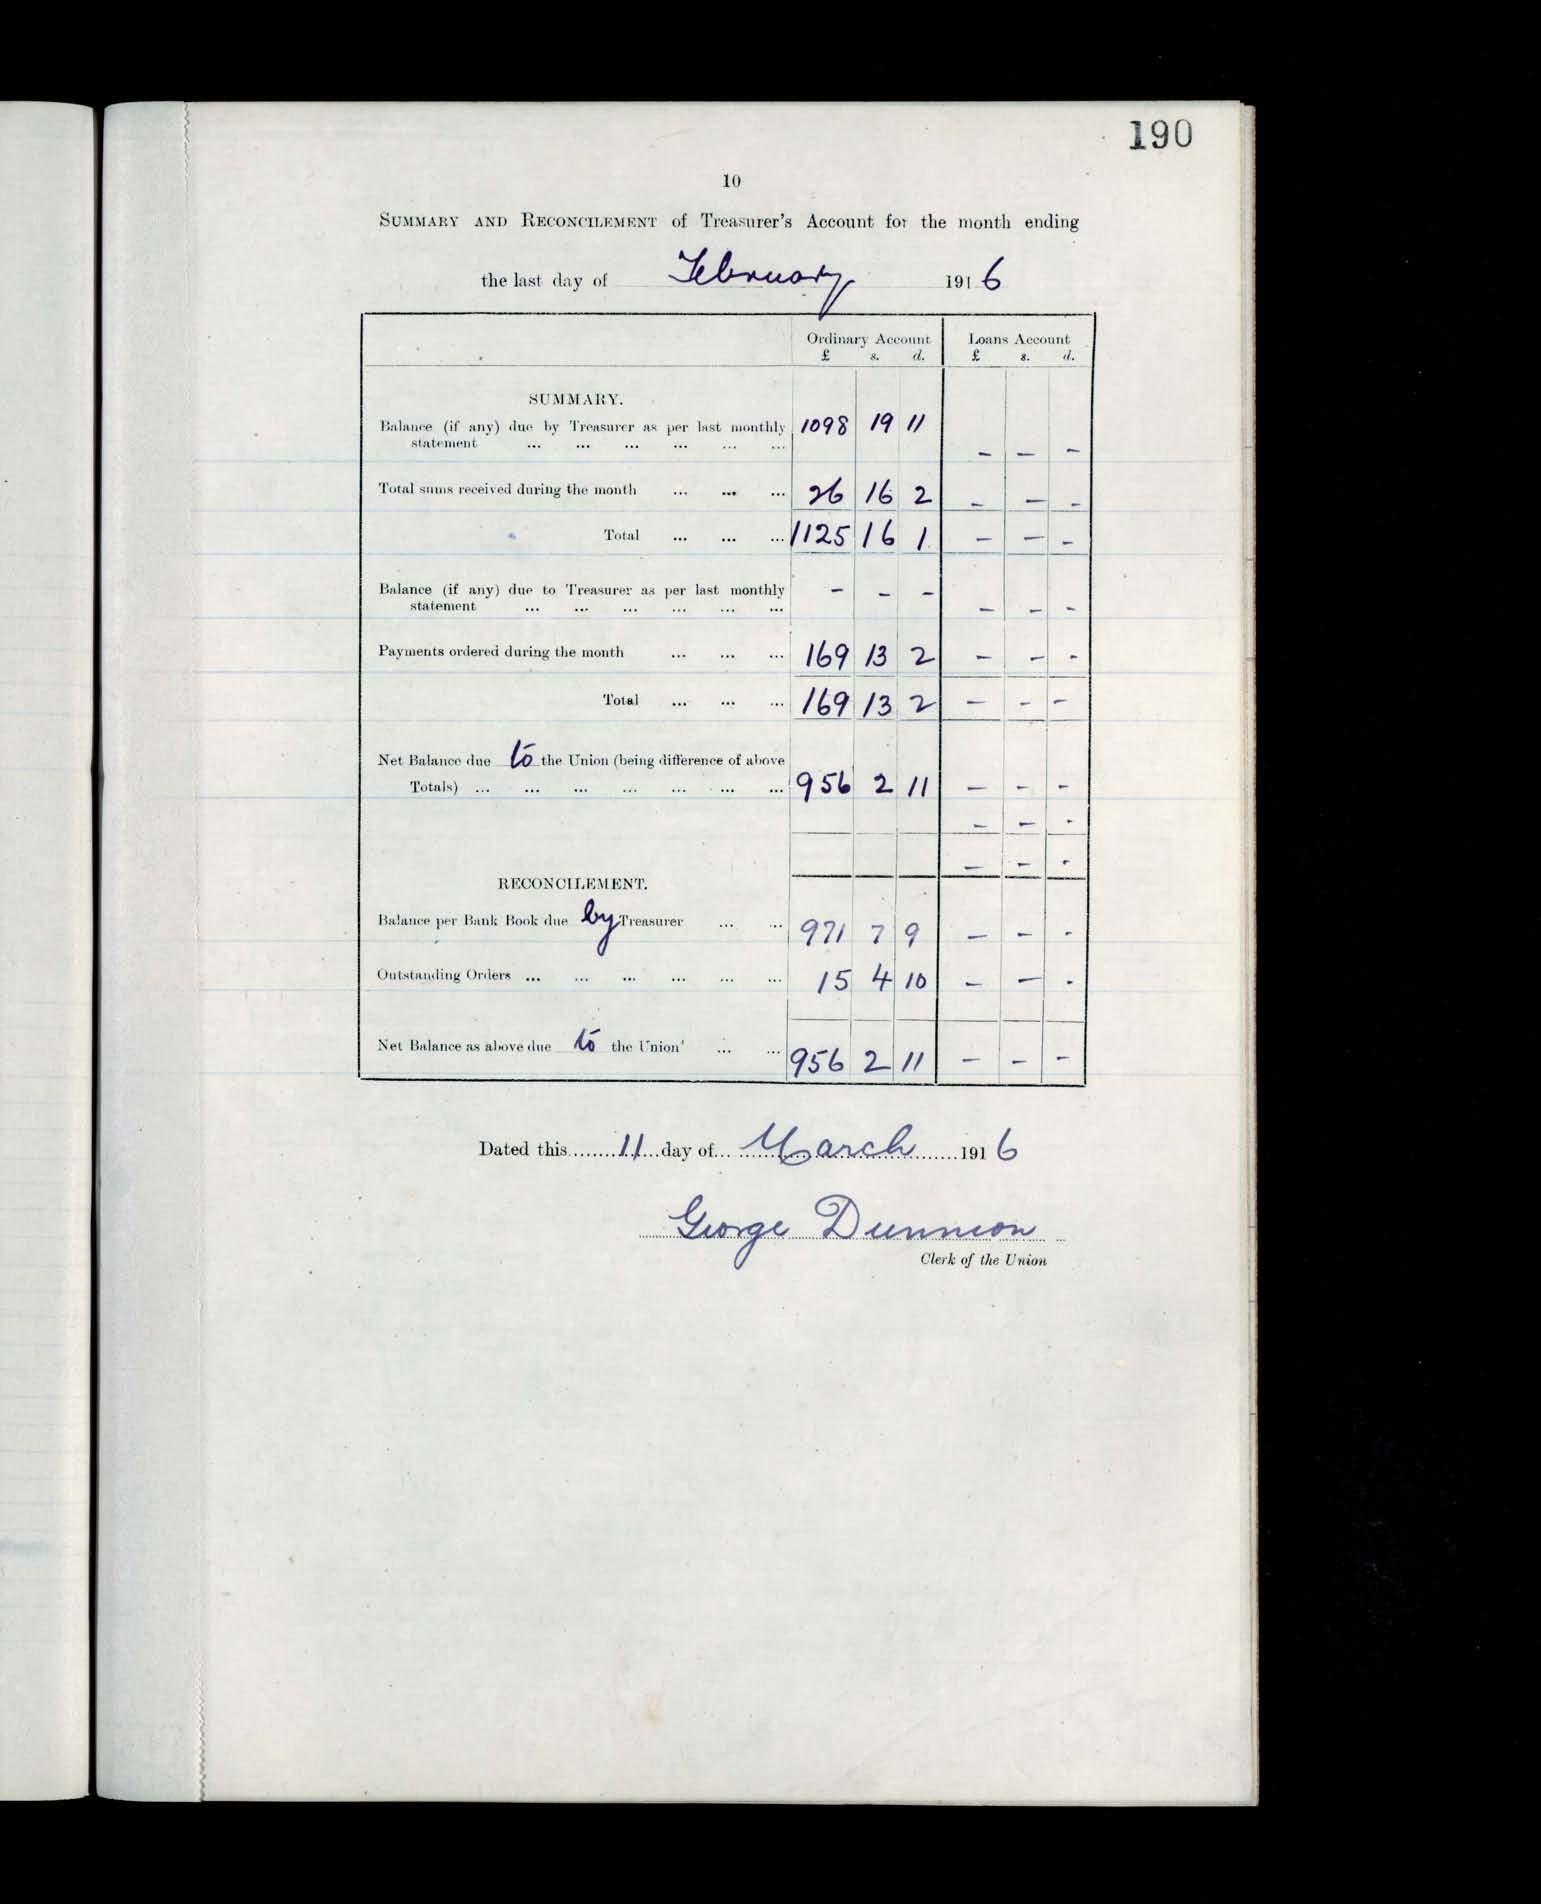 190
10
SUMMARY AND RECONCILEMENT of Treasurer's Account for the month ending
the last day of February 1916
Ordinary Account Loans Account
£ s. d. £ s. d.
SUMMARY.
Balance (if any) due by Treasurer as per last monthly 1098 19 11
statement ... ... ... ... ... ... – – –
Total sums received during the month ... ... ... 26 16 2 – – –
Total ... ... ... 1125 16 1 – – –
Balance (if any) due to Treasurer as per last monthly – – –
statement ... ... ... ... ... ... – – –
Payments ordered during the month ... ... ... 169 13 2 – – –
Total ... ... ... 169 13 2 – – –
Net Balance due to the Union (being difference of above
Totals) ... ... ... ... ... ... ... 956 2 11 – – –
– – –
– – –
RECONCILEMENT.
Balance per Bank Book due by Treasurer ... ... 971 7 9 – – –
Outstanding Orders ... ... ... ... ... ... 15 4 10 – – –
Net Balance as above due to the Union ... ... 956 2 11 – – –
Dated this........11...day of... March .......1916
George Dunnion
Clerk of the Union